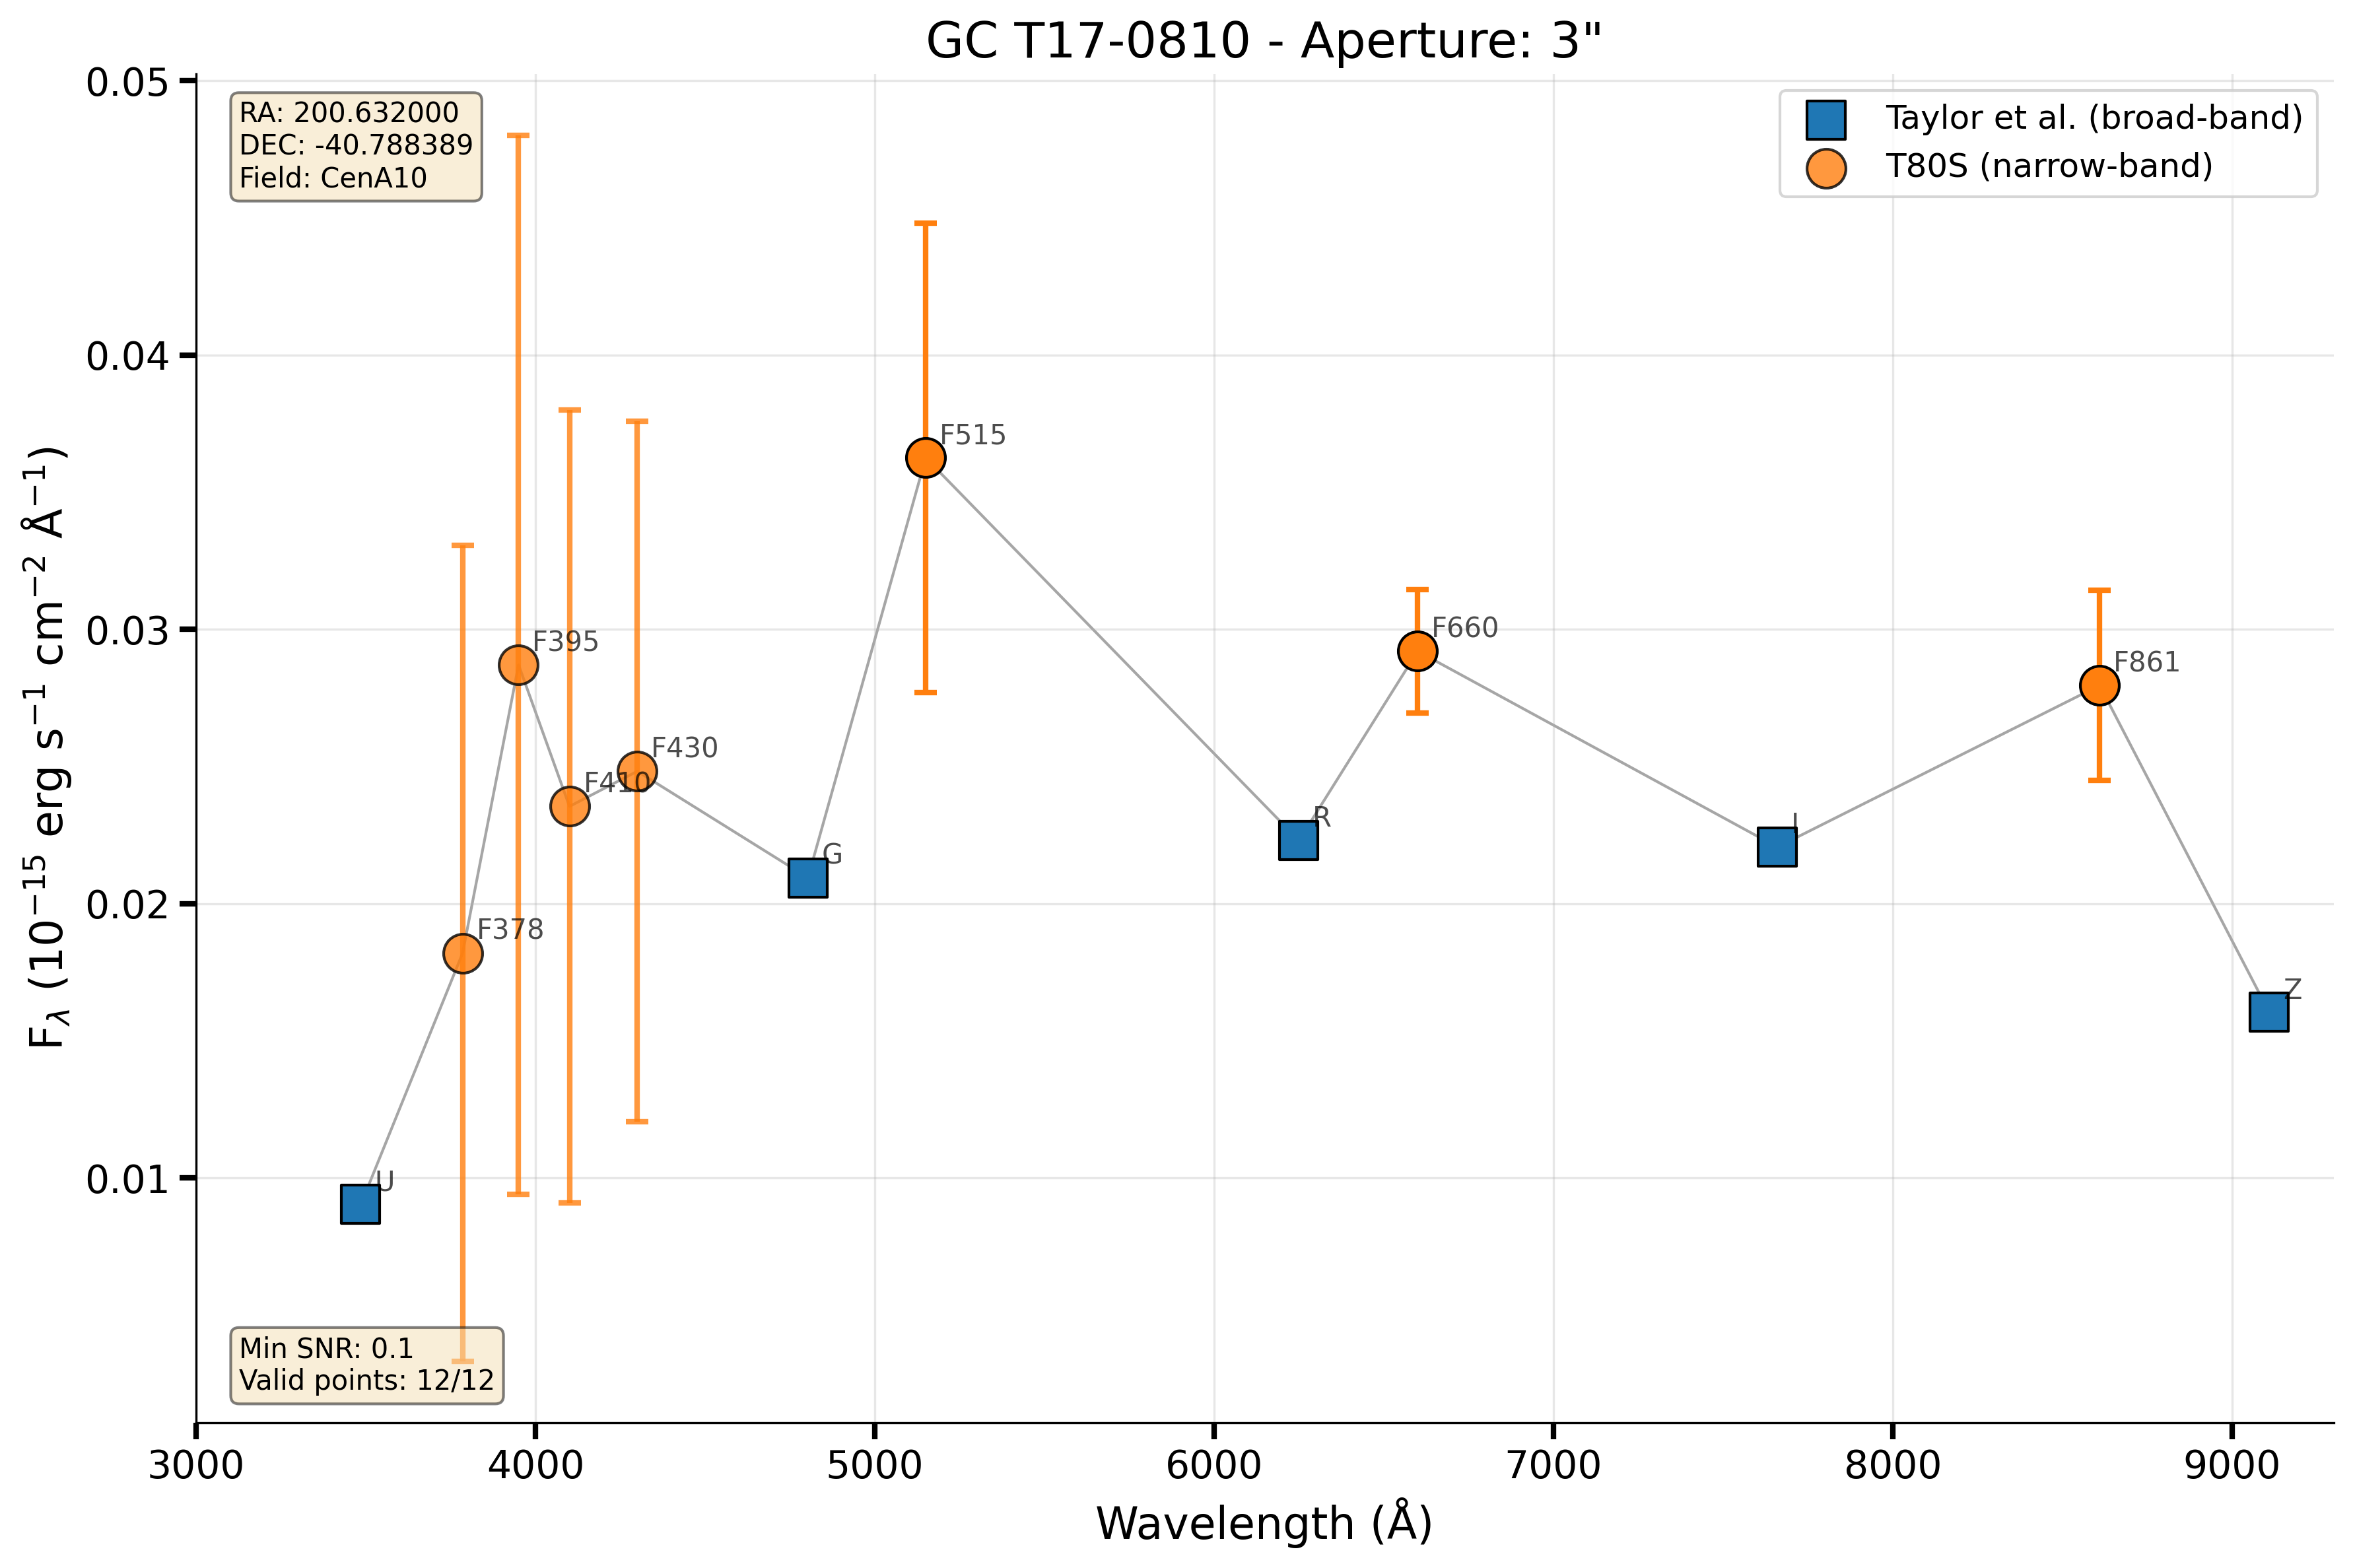 GC T17-0810 - Aperture: 3"
RA: 200.632000
DEC: -40.788389
Field: CenA10
Taylor et al. (broad-band)
T80S (narrow-band)
0.05
0.04
0.03
0.02
0.01
F_λ (10⁻¹⁵ erg s⁻¹ cm⁻² Å⁻¹)
U
F378
F395
F410
F430
G
F515
R
F660
I
F861
Z
Min SNR: 0.1
Valid points: 12/12
3000 4000 5000 6000 7000 8000 9000
Wavelength (Å)